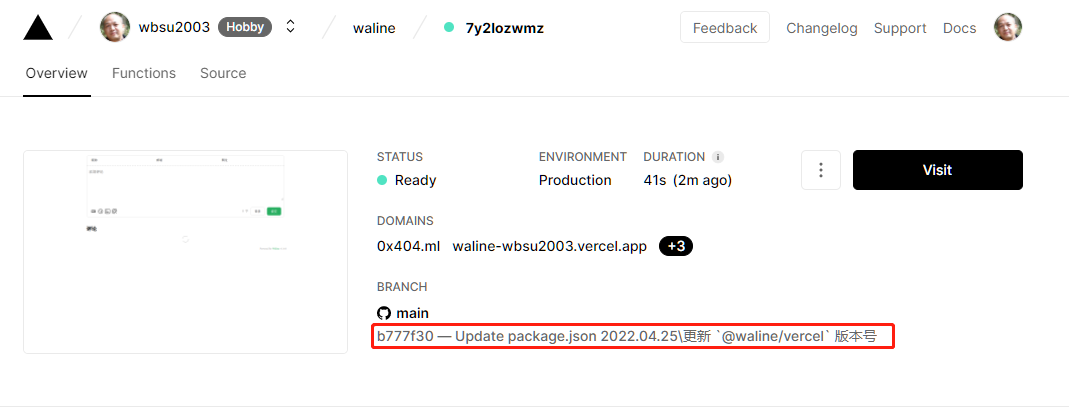 wbsu2003 Hobby waline 7y2lozwmz Feedback Changelog Support Docs
Overview Functions Source
STATUS ENVIRONMENT DURATION
Ready Production 41s (2m ago) Visit
DOMAINS
0x404.ml waline-wbsu2003.vercel.app +3
BRANCH
main
b777f30 — Update package.json 2022.04.25\更新 `@waline/vercel` 版本号